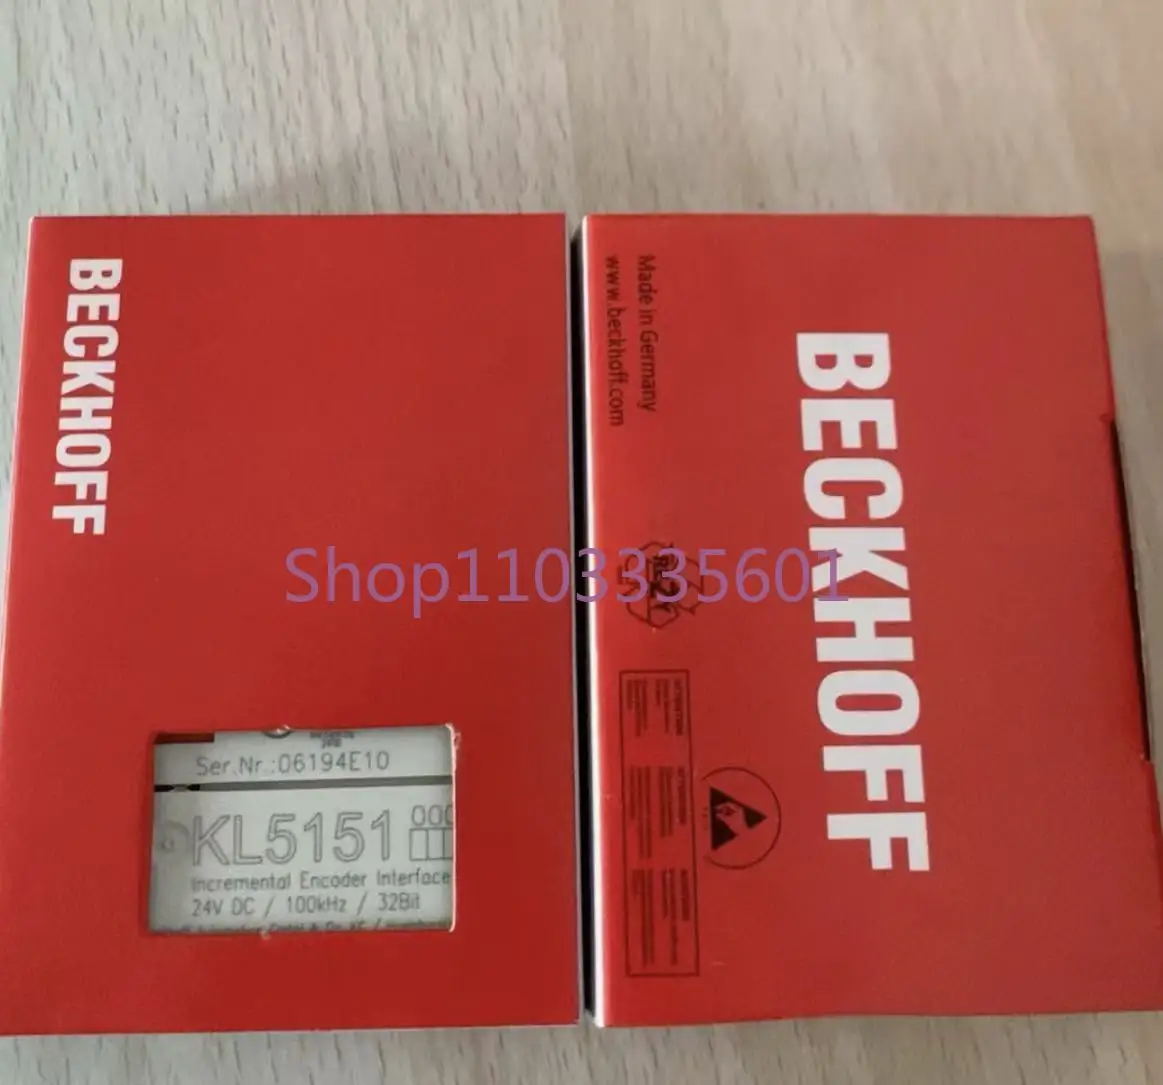 BECKHOFF
Ser.Nr.:06194E10
KL5151
000
Incremental Encoder Interface
24V DC / 100kHz / 32Bit
Made in Germany
www.beckhoff.com
BECKHOFF
Shop1103335601